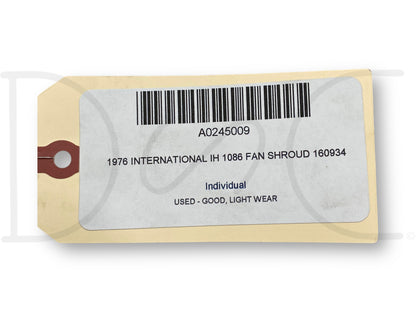 A0245009
1976 INTERNATIONAL IH 1086 FAN SHROUD 160934
Individual
USED - GOOD, LIGHT WEAR